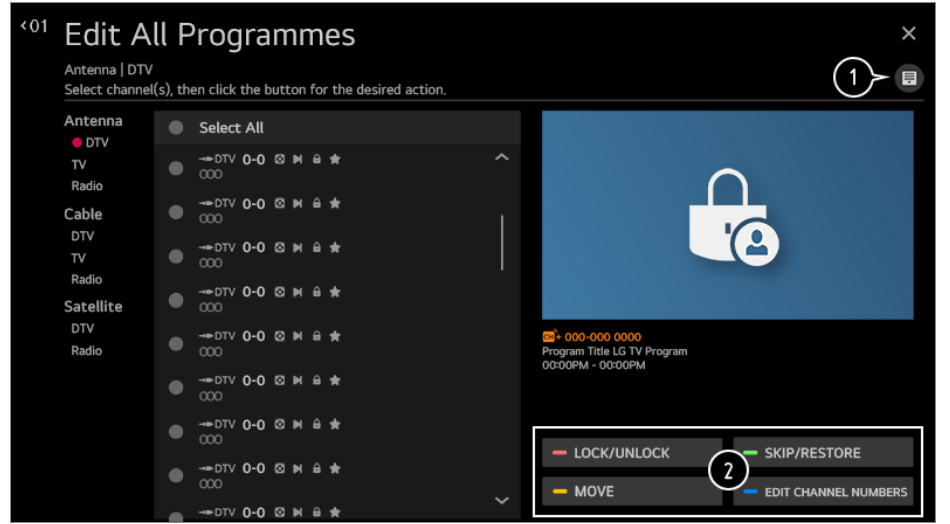 ‹01 Edit All Programmes
Antenna | DTV
Select channel(s), then click the button for the desired action.
1
Antenna
DTV
TV
Radio
Cable
DTV
TV
Radio
Satellite
DTV
Radio
Select All
DTV 0-0
000
DTV 0-0
000
DTV 0-0
000
DTV 0-0
000
DTV 0-0
000
DTV 0-0
000
DTV 0-0
000
DTV 0-0
000
DTV 0-0
CH+ 000-000 0000
Program Title LG TV Program
00:00PM - 00:00PM
LOCK/UNLOCK
SKIP/RESTORE
2
MOVE
EDIT CHANNEL NUMBERS